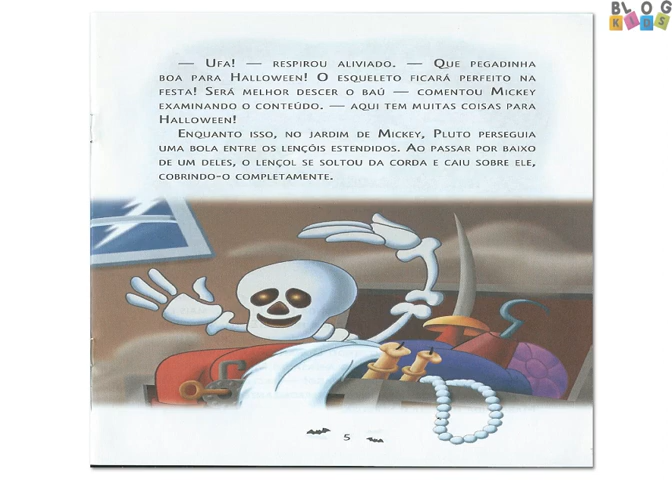 BLOG
KIDS
— Ufa! — respirou aliviado. — Que pegadinha
boa para Halloween! O esqueleto ficará perfeito na
festa! Será melhor descer o baú — comentou Mickey
examinando o conteúdo. — aqui tem muitas coisas para
Halloween!
Enquanto isso, no jardim de Mickey, Pluto perseguia
uma bola entre os lençóis estendidos. Ao passar por baixo
de um deles, o lençol se soltou da corda e caiu sobre ele,
cobrindo-o completamente.
5